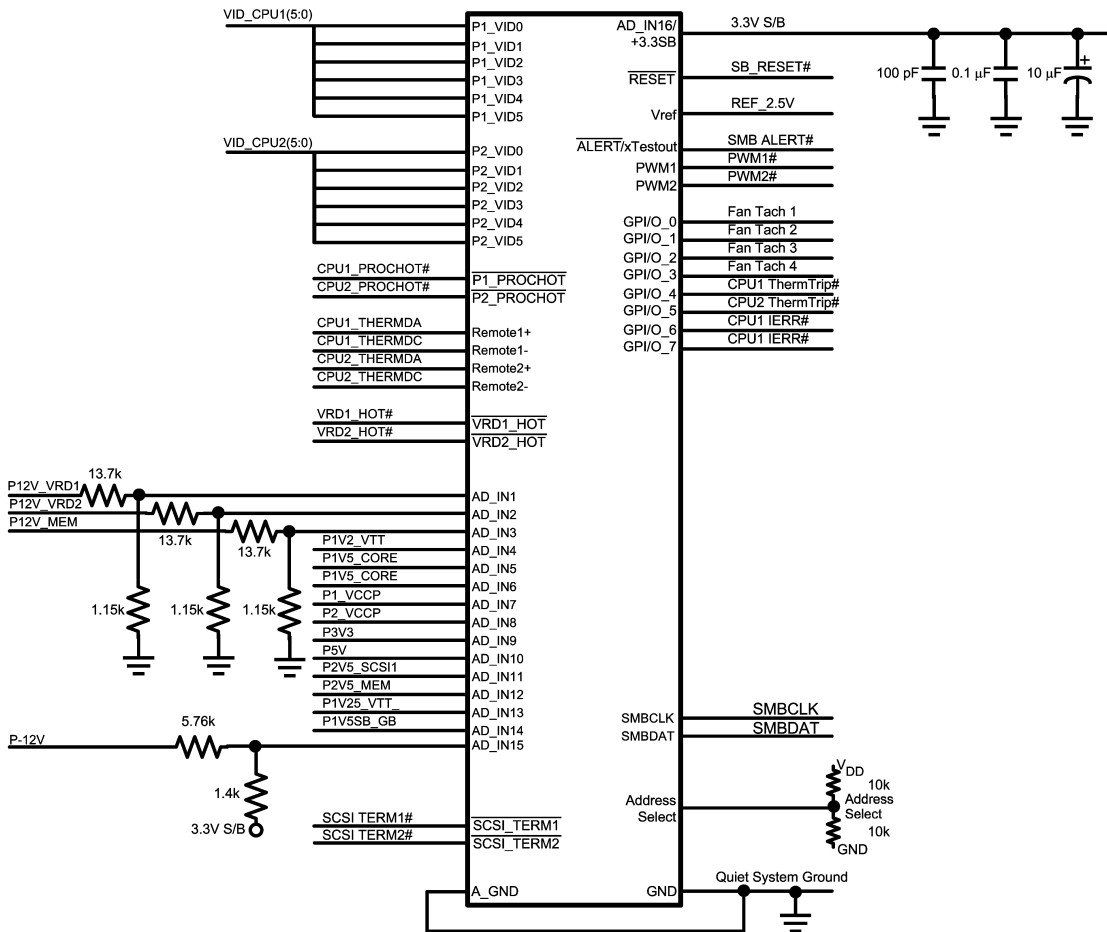 VID_CPU1(5:0)
P1_VID0
P1_VID1
P1_VID2
P1_VID3
P1_VID4
P1_VID5
VID_CPU2(5:0)
P2_VID0
P2_VID1
P2_VID2
P2_VID3
P2_VID4
P2_VID5
CPU1_PROCHOT#
P1_PROCHOT
CPU2_PROCHOT#
P2_PROCHOT
CPU1_THERMDA
Remote1+
CPU1_THERMDC
Remote1-
CPU2_THERMDA
Remote2+
CPU2_THERMDC
Remote2-
VRD1_HOT#
VRD1_HOT
VRD2_HOT#
VRD2_HOT
P12V_VRD1
13.7k
AD_IN1
P12V_VRD2
13.7k
AD_IN2
P12V_MEM
13.7k
AD_IN3
1.15k
1.15k
1.15k
P1V2_VTT
AD_IN4
P1V5_CORE
AD_IN5
P1V5_CORE
AD_IN6
P1_VCCP
AD_IN7
P2_VCCP
AD_IN8
P3V3
AD_IN9
P5V
AD_IN10
P2V5_SCSI1
AD_IN11
P2V5_MEM
AD_IN12
P1V25_VTT_
AD_IN13
P1V5SB_GB
AD_IN14
P-12V
5.76k
AD_IN15
1.4k
3.3V S/B
SCSI TERM1#
SCSI_TERM1
SCSI TERM2#
SCSI_TERM2
A_GND
AD_IN16/
+3.3SB
3.3V S/B
100 pF
0.1 µF
10 µF
+
RESET
SB_RESET#
Vref
REF_2.5V
ALERT/xTestout
SMB ALERT#
PWM1
PWM1#
PWM2
PWM2#
GPI/O_0
Fan Tach 1
GPI/O_1
Fan Tach 2
GPI/O_2
Fan Tach 3
GPI/O_3
Fan Tach 4
GPI/O_4
CPU1 ThermTrip#
GPI/O_5
CPU2 ThermTrip#
GPI/O_6
CPU1 IERR#
GPI/O_7
CPU1 IERR#
SMBCLK
SMBCLK
SMBDAT
SMBDAT
Address
Select
VDD
10k
Address
Select
10k
GND
GND
Quiet System Ground